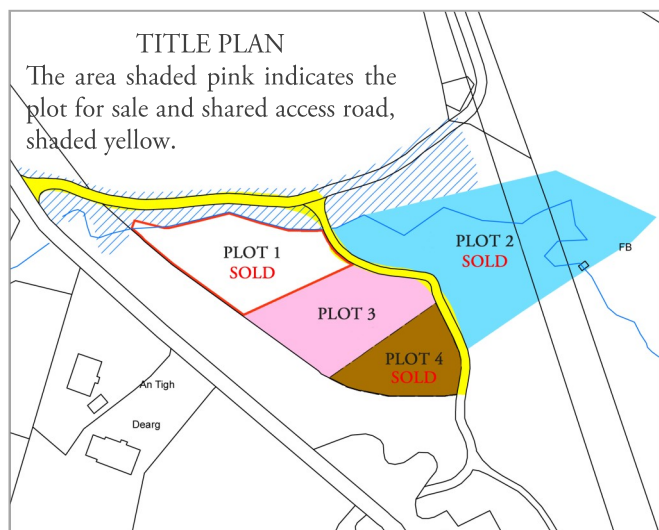 TITLE PLAN
The area shaded pink indicates the
plot for sale and shared access road,
shaded yellow.
PLOT 1
SOLD
PLOT 2
SOLD
FB
PLOT 3
PLOT 4
SOLD
An Tigh
Dearg